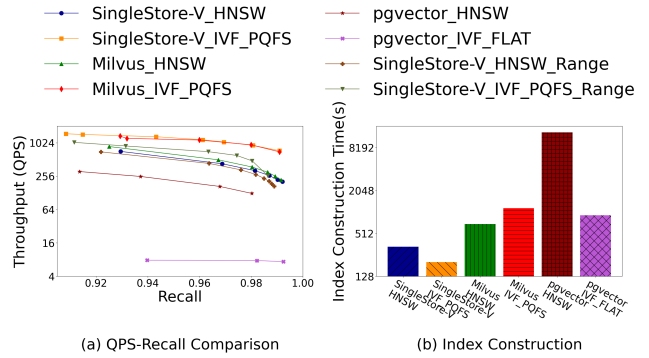 SingleStore-V_HNSW
SingleStore-V_IVF_PQFS
Milvus_HNSW
Milvus_IVF_PQFS
pgvector_HNSW
pgvector_IVF_FLAT
SingleStore-V_HNSW_Range
SingleStore-V_IVF_PQFS_Range
Throughput (QPS)
1024
256
64
16
4
0.92
0.94
0.96
0.98
1.00
Recall
(a) QPS-Recall Comparison
Index Construction Time(s)
8192
2048
512
128
SingleStore-V
HNSW
SingleStore-V
IVF_PQFS
Milvus
HNSW
Milvus
IVF_PQFS
pgvector
HNSW
pgvector
IVF_FLAT
(b) Index Construction